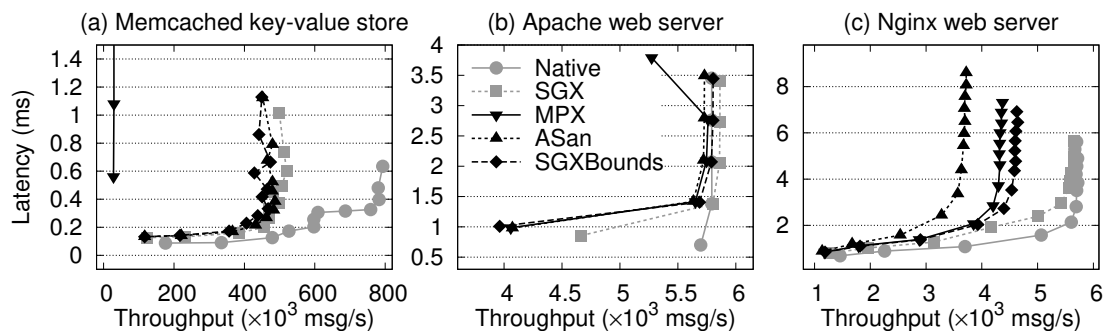 (a) Memcached key-value store
(b) Apache web server
(c) Nginx web server
Latency (ms)
1.4
1.2
1
0.8
0.6
0.4
0.2
0
0 200 400 600 800
Throughput (×10³ msg/s)
4
3.5
3
2.5
2
1.5
1
0.5
Native
SGX
MPX
ASan
SGXBounds
4 4.5 5 5.5 6
Throughput (×10³ msg/s)
8
6
4
2
1 2 3 4 5 6
Throughput (×10³ msg/s)